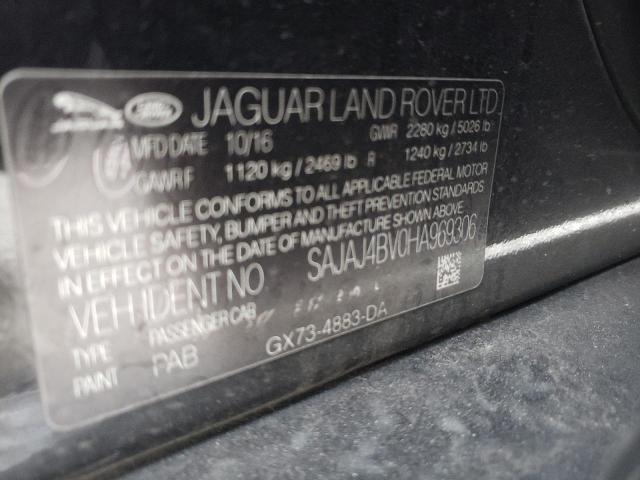 JAGUAR LAND ROVER LTD
MFD DATE 10/16 GVWR 2280 kg / 5026 lb
GAWR F 1120 kg / 2469 lb R 1240 kg / 2734 lb
THIS VEHICLE CONFORMS TO ALL APPLICABLE FEDERAL MOTOR
VEHICLE SAFETY, BUMPER AND THEFT PREVENTION STANDARDS
IN EFFECT ON THE DATE OF MANUFACTURE SHOWN ABOVE
VEH.IDENT NO SAJAJ4BV0HA969306
TYPE PASSENGER CAR
PAINT PAB GX73-4883-DA